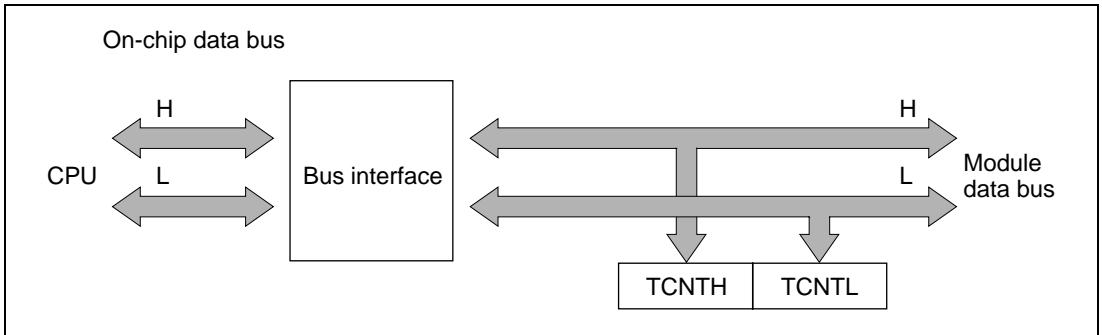 On-chip data bus
H
H
CPU
L
Bus interface
L
Module
data bus
TCNTH
TCNTL